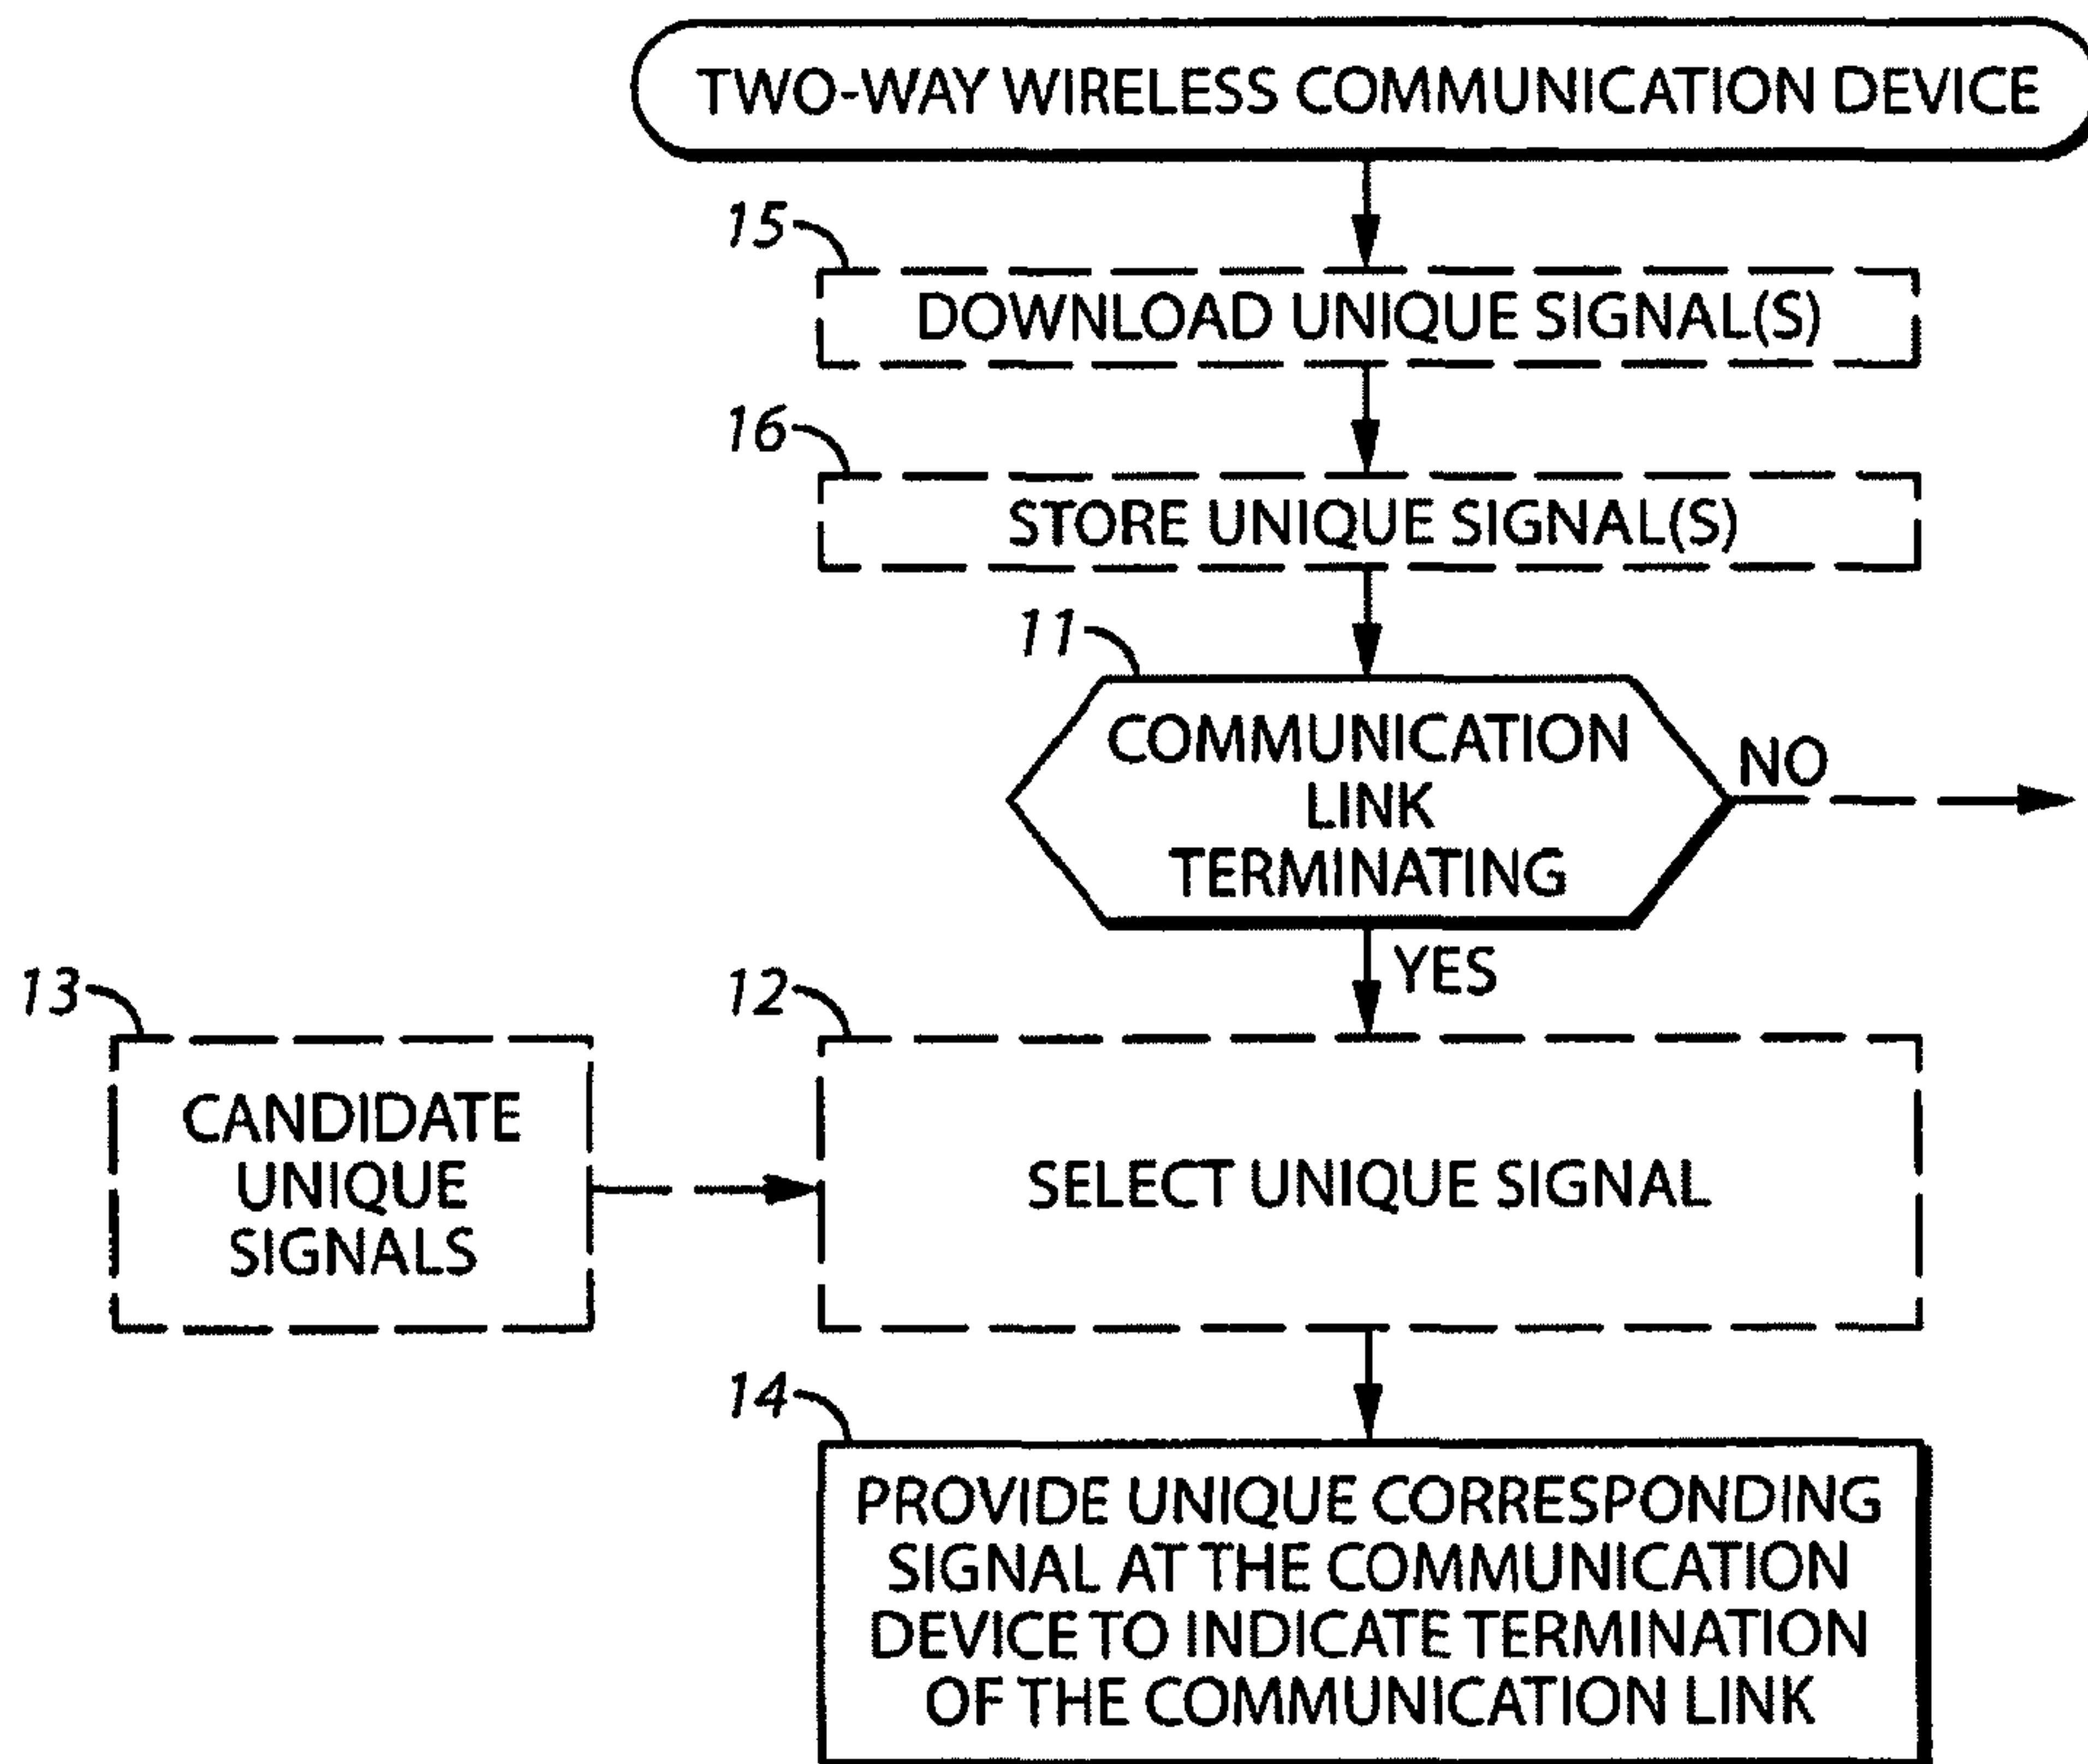 TWO-WAY WIRELESS COMMUNICATION DEVICE
15
DOWNLOAD UNIQUE SIGNAL(S)
16
STORE UNIQUE SIGNAL(S)
11
COMMUNICATION
LINK
TERMINATING
NO
YES
13
CANDIDATE
UNIQUE
SIGNALS
12
SELECT UNIQUE SIGNAL
14
PROVIDE UNIQUE CORRESPONDING
SIGNAL AT THE COMMUNICATION
DEVICE TO INDICATE TERMINATION
OF THE COMMUNICATION LINK